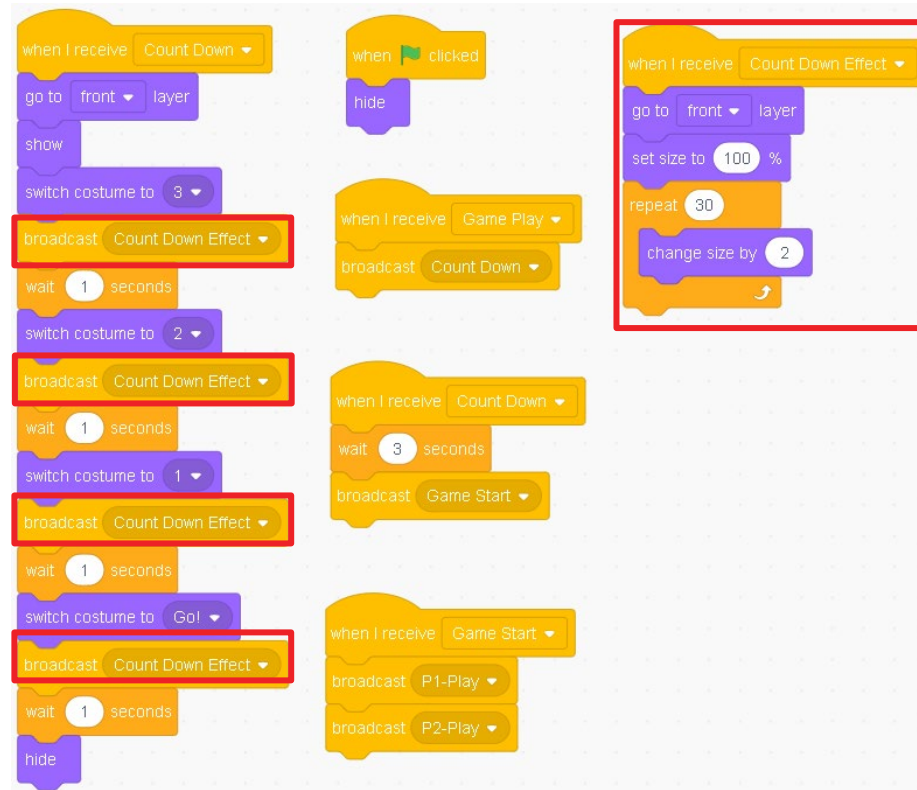 when I receive Count Down
go to front layer
show
switch costume to 3
broadcast Count Down Effect
wait 1 seconds
switch costume to 2
broadcast Count Down Effect
wait 1 seconds
switch costume to 1
broadcast Count Down Effect
wait 1 seconds
switch costume to Go!
broadcast Count Down Effect
wait 1 seconds
hide
when clicked
hide
when I receive Game Play
broadcast Count Down
when I receive Count Down
wait 3 seconds
broadcast Game Start
when I receive Game Start
broadcast P1-Play
broadcast P2-Play
when I receive Count Down Effect
go to front layer
set size to 100 %
repeat 30
change size by 2